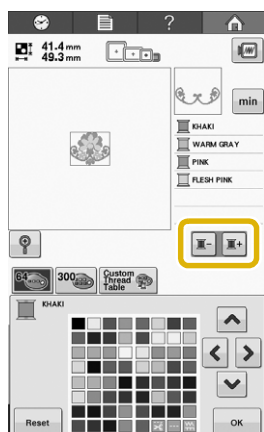 ?
41.4 mm
49.3 mm
min
KHAKI
WARM GRAY
PINK
FLESH PINK
- +
64
300
Custom
Thread
Table
KHAKI
Reset
OK